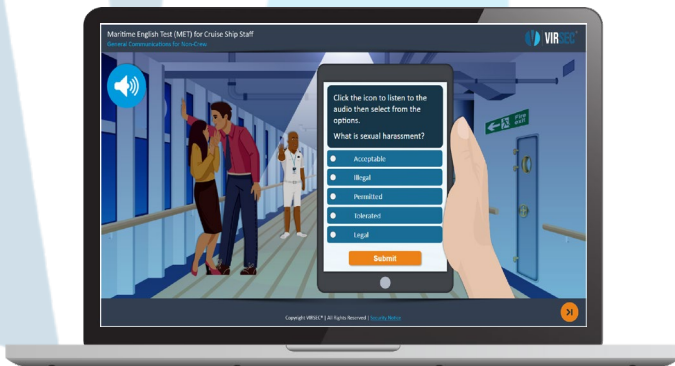 Maritime English Test (MET) for Cruise Ship Staff
General Communications for Non-Crew
VIRSEC
Click the icon to listen to the
audio then select from the
options.
What is sexual harassment?
Acceptable
Illegal
Permitted
Tolerated
Legal
Submit
Fire
exit
Copyright VIRSEC® | All Rights Reserved | Security Notice